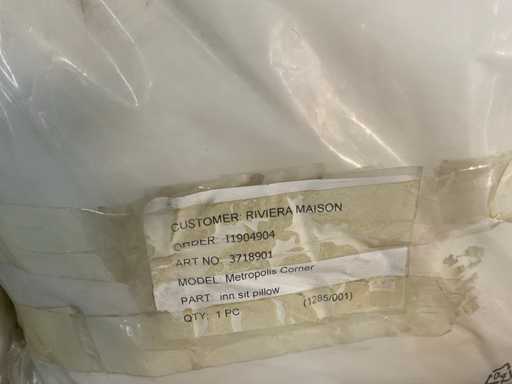 CUSTOMER: RIVIERA MAISON
ORDER: I1904904
ART NO: 3718901
MODEL: Metropolis Corner
PART: inn sit pillow (1285/001)
QTY: 1 PC
04